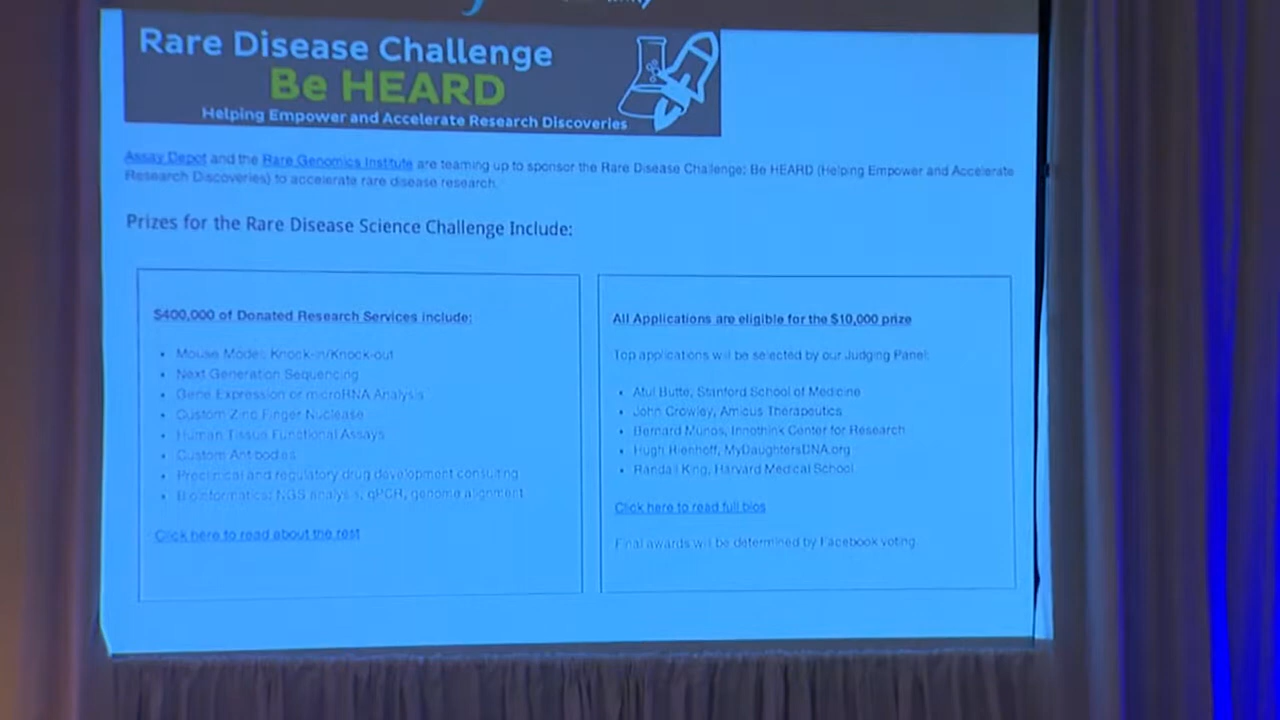 Rare Disease Challenge
Be HEARD
Helping Empower and Accelerate Research Discoveries
Assay Depot and the Rare Genomics Institute are teaming up to sponsor the Rare Disease Challenge: Be HEARD (Helping Empower and Accelerate
Research Discoveries) to accelerate rare disease research.
Prizes for the Rare Disease Science Challenge Include:
$400,000 of Donated Research Services include:
• Mouse Model Knock-in/Knock-out
• Next Generation Sequencing
• Gene Expression or microRNA Analysis
• Custom Zinc Finger Nuclease
• Human Tissue Functional Assays
• Custom Antibodies
• Preclinical and regulatory drug development consulting
• Bioinformatics: NGS analysis, qPCR, genome alignment
Click here to read about the rest
All Applications are eligible for the $10,000 prize
Top applications will be selected by our Judging Panel:
• Atul Butte, Stanford School of Medicine
• John Crowley, Amicus Therapeutics
• Bernard Munos, Innothink Center for Research
• Hugh Rienhoff, MyDaughtersDNA.org
• Randall King, Harvard Medical School
Click here to read full bios
Final awards will be determined by Facebook voting.